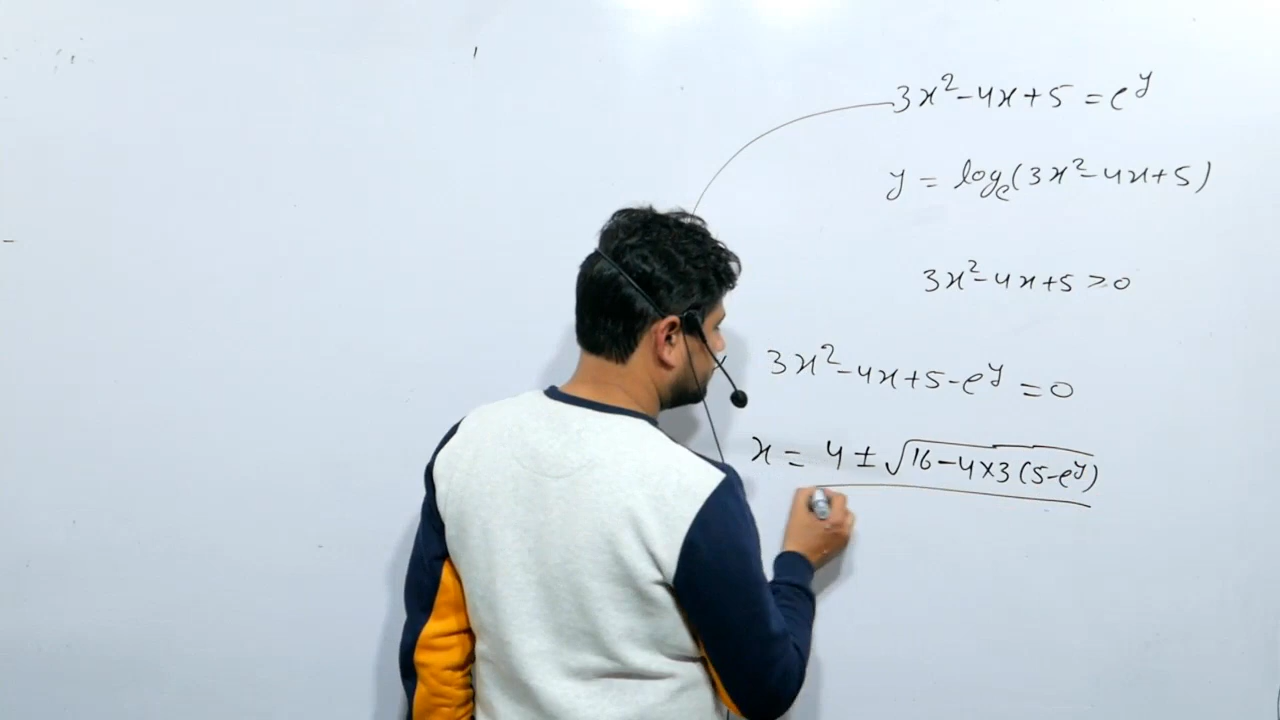 3x²-4x+5 = e^y
y = logₑ(3x²-4x+5)
3x²-4x+5 >0
3x²-4x+5-e^y =0
x = 4 ± √16-4×3(5-e^y)